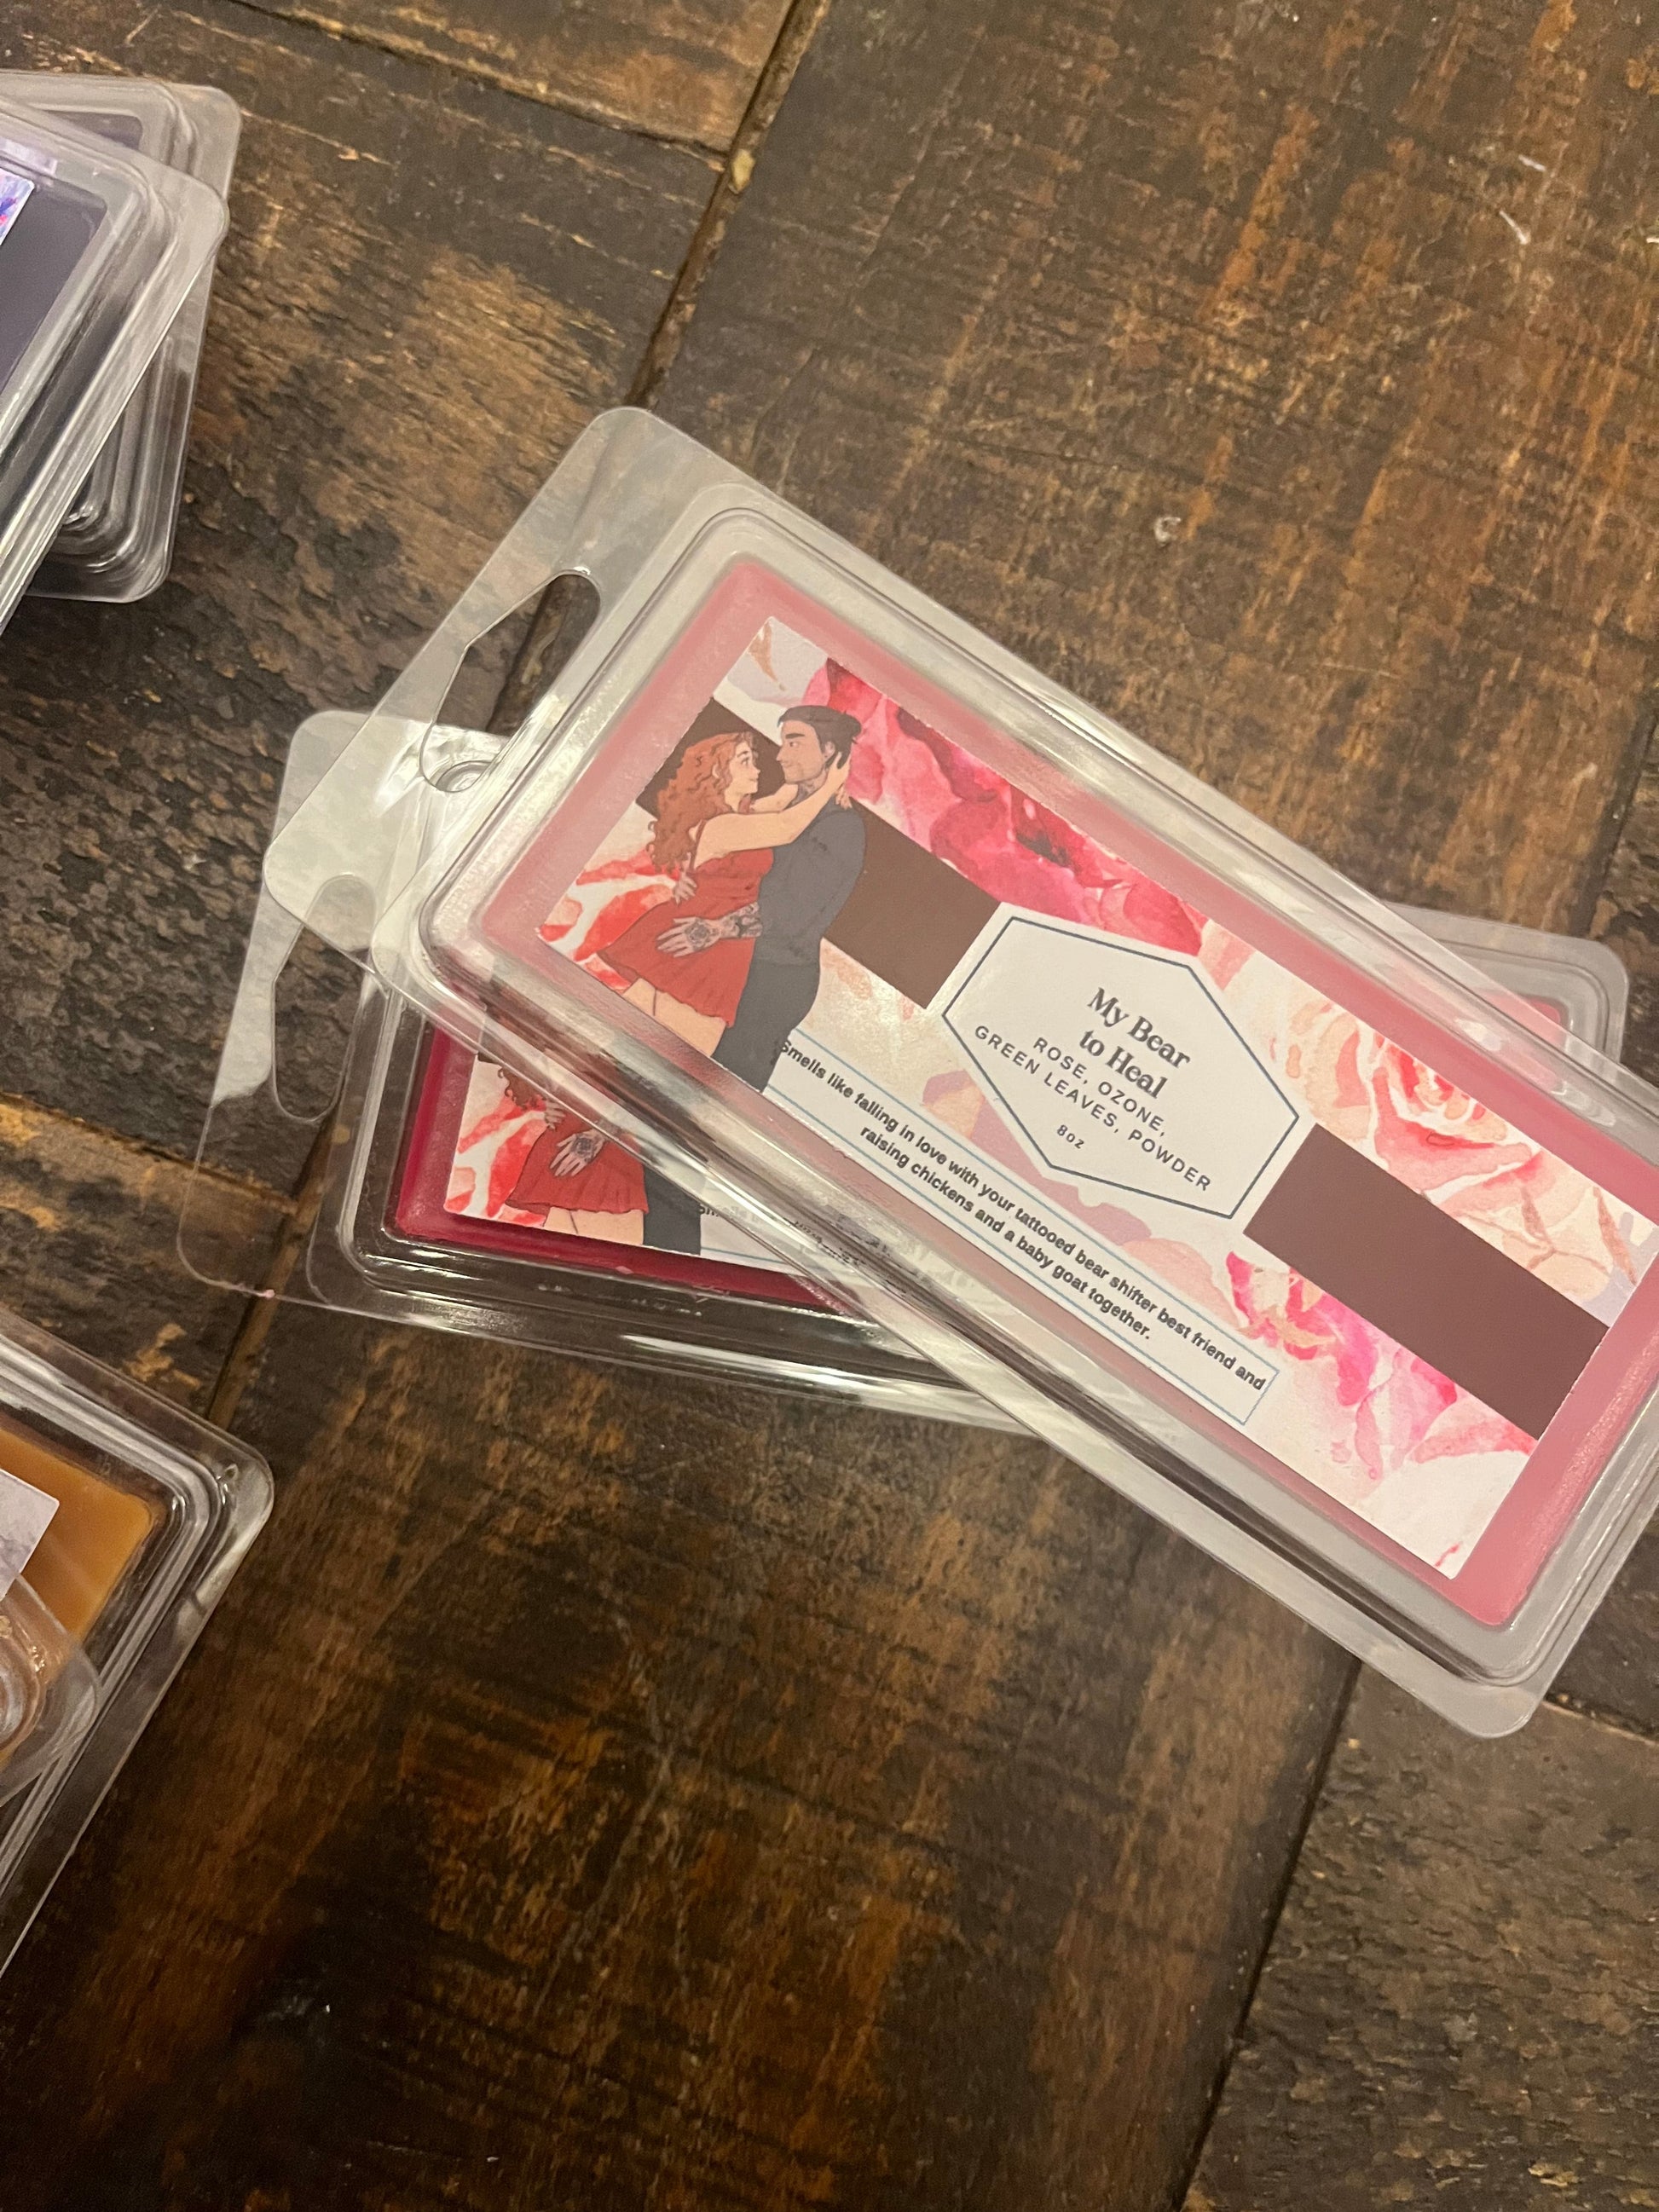 My Bear
to Heal
ROSE, OZONE,
GREEN LEAVES, POWDER
8oz
Smells like falling in love with your tattooed bear shifter best friend and
raising chickens and a baby goat together.
Smells